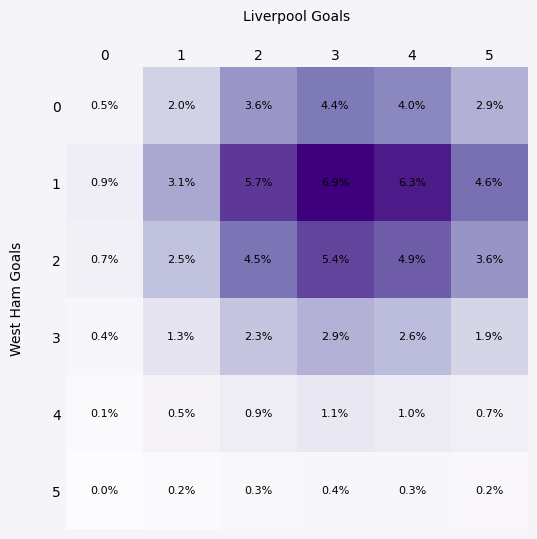 Liverpool Goals
0 1 2 3 4 5
0 0.5% 2.0% 3.6% 4.4% 4.0% 2.9%
1 0.9% 3.1% 5.7% 6.9% 6.3% 4.6%
2 0.7% 2.5% 4.5% 5.4% 4.9% 3.6%
3 0.4% 1.3% 2.3% 2.9% 2.6% 1.9%
4 0.1% 0.5% 0.9% 1.1% 1.0% 0.7%
5 0.0% 0.2% 0.3% 0.4% 0.3% 0.2%
West Ham Goals